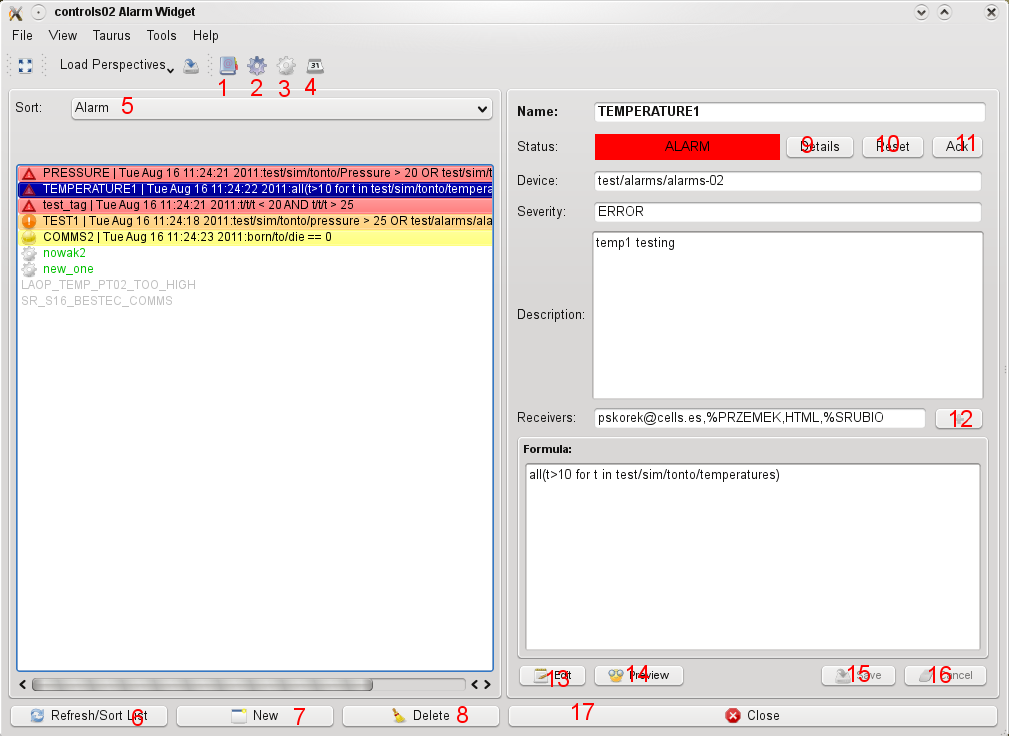 controls02 Alarm Widget
File View Taurus Tools Help
Load Perspectives 31
1 2 3 4
Sort: Alarm 5
PRESSURE | Tue Aug 16 11:24:21 2011:test/sim/tonto/Pressure > 20 OR test/sim/t
TEMPERATURE1 | Tue Aug 16 11:24:22 2011:all(t>10 for t in test/sim/tonto/tempera
test_tag | Tue Aug 16 11:24:21 2011:t/t/t < 20 AND t/t/t > 25
TEST1 | Tue Aug 16 11:24:18 2011:test/sim/tonto/pressure > 25 OR test/alarms/ala
COMMS2 | Tue Aug 16 11:24:23 2011:born/to/die == 0
nowak2
new_one
LAOP_TEMP_PT02_TOO_HIGH
SR_S16_BESTEC_COMMS
Name: TEMPERATURE1
Status: ALARM Details 9 Reset 10 Ack 11
Device: test/alarms/alarms-02
Severity: ERROR
Description: temp1 testing
Receivers: pskorek@cells.es,%PRZEMEK,HTML,%SRUBIO 12
Formula:
all(t>10 for t in test/sim/tonto/temperatures)
Edit 13 Preview 14 Save 15 Cancel 16
Refresh/Sort List 6 New 7 Delete 8 17 Close